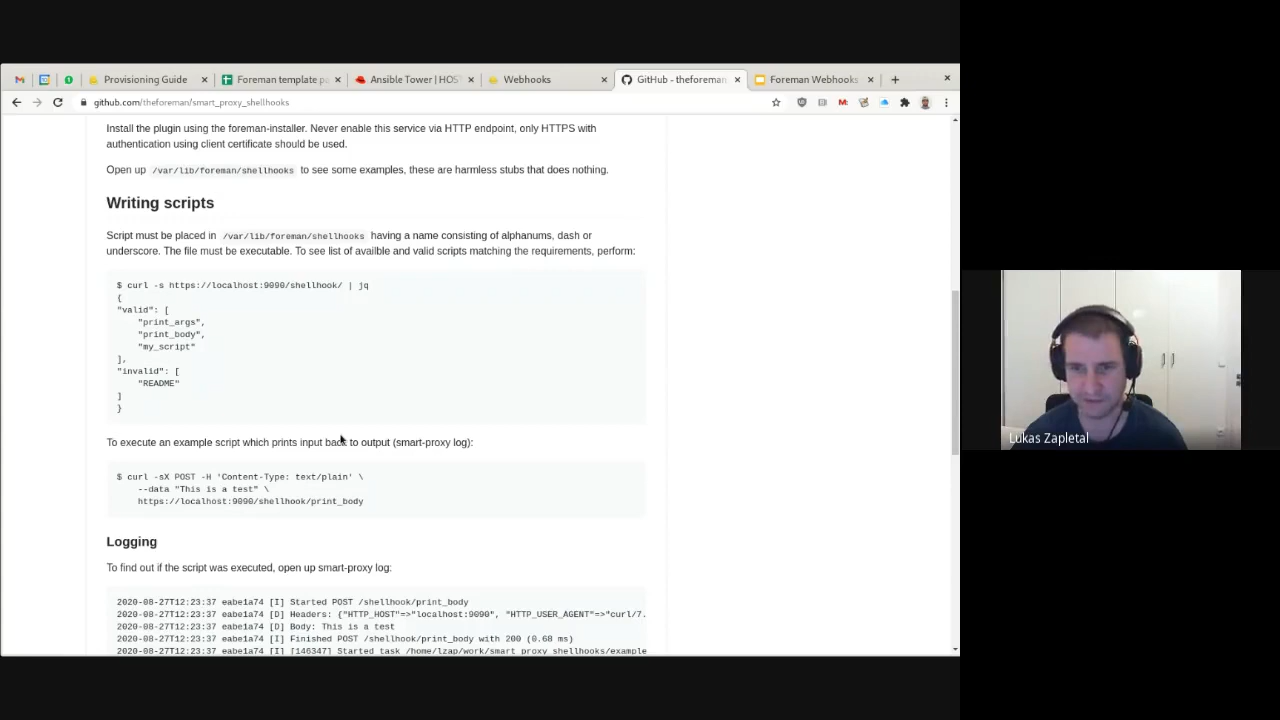 Provisioning Guide
Foreman template pa
Ansible Tower | HOS
Webhooks
GitHub - theforeman
Foreman Webhooks
github.com/theforeman/smart_proxy_shellhooks
Install the plugin using the foreman-installer. Never enable this service via HTTP endpoint, only HTTPS with
authentication using client certificate should be used.
Open up /var/lib/foreman/shellhooks to see some examples, these are harmless stubs that does nothing.
Writing scripts
Script must be placed in /var/lib/foreman/shellhooks having a name consisting of alphanums, dash or
underscore. The file must be executable. To see list of availble and valid scripts matching the requirements, perform:
$ curl -s https://localhost:9090/shellhook/ | jq
{
"valid": [
"print_args",
"print_body",
"my_script"
],
"invalid": [
"README"
]
}
To execute an example script which prints input back to output (smart-proxy log):
$ curl -sX POST -H 'Content-Type: text/plain' \
--data "This is a test" \
https://localhost:9090/shellhook/print_body
Logging
To find out if the script was executed, open up smart-proxy log:
2020-08-27T12:23:37 eabe1a74 [I] Started POST /shellhook/print_body
2020-08-27T12:23:37 eabe1a74 [D] Headers: {"HTTP_HOST"=>"localhost:9090", "HTTP_USER_AGENT"=>"curl/7.
2020-08-27T12:23:37 eabe1a74 [D] Body: This is a test
2020-08-27T12:23:37 eabe1a74 [I] Finished POST /shellhook/print_body with 200 (0.68 ms)
2020-08-27T12:23:37 eabe1a74 [I] [146347] Started task /home/lzap/work/smart_proxy_shellhooks/example
Lukas Zapletal